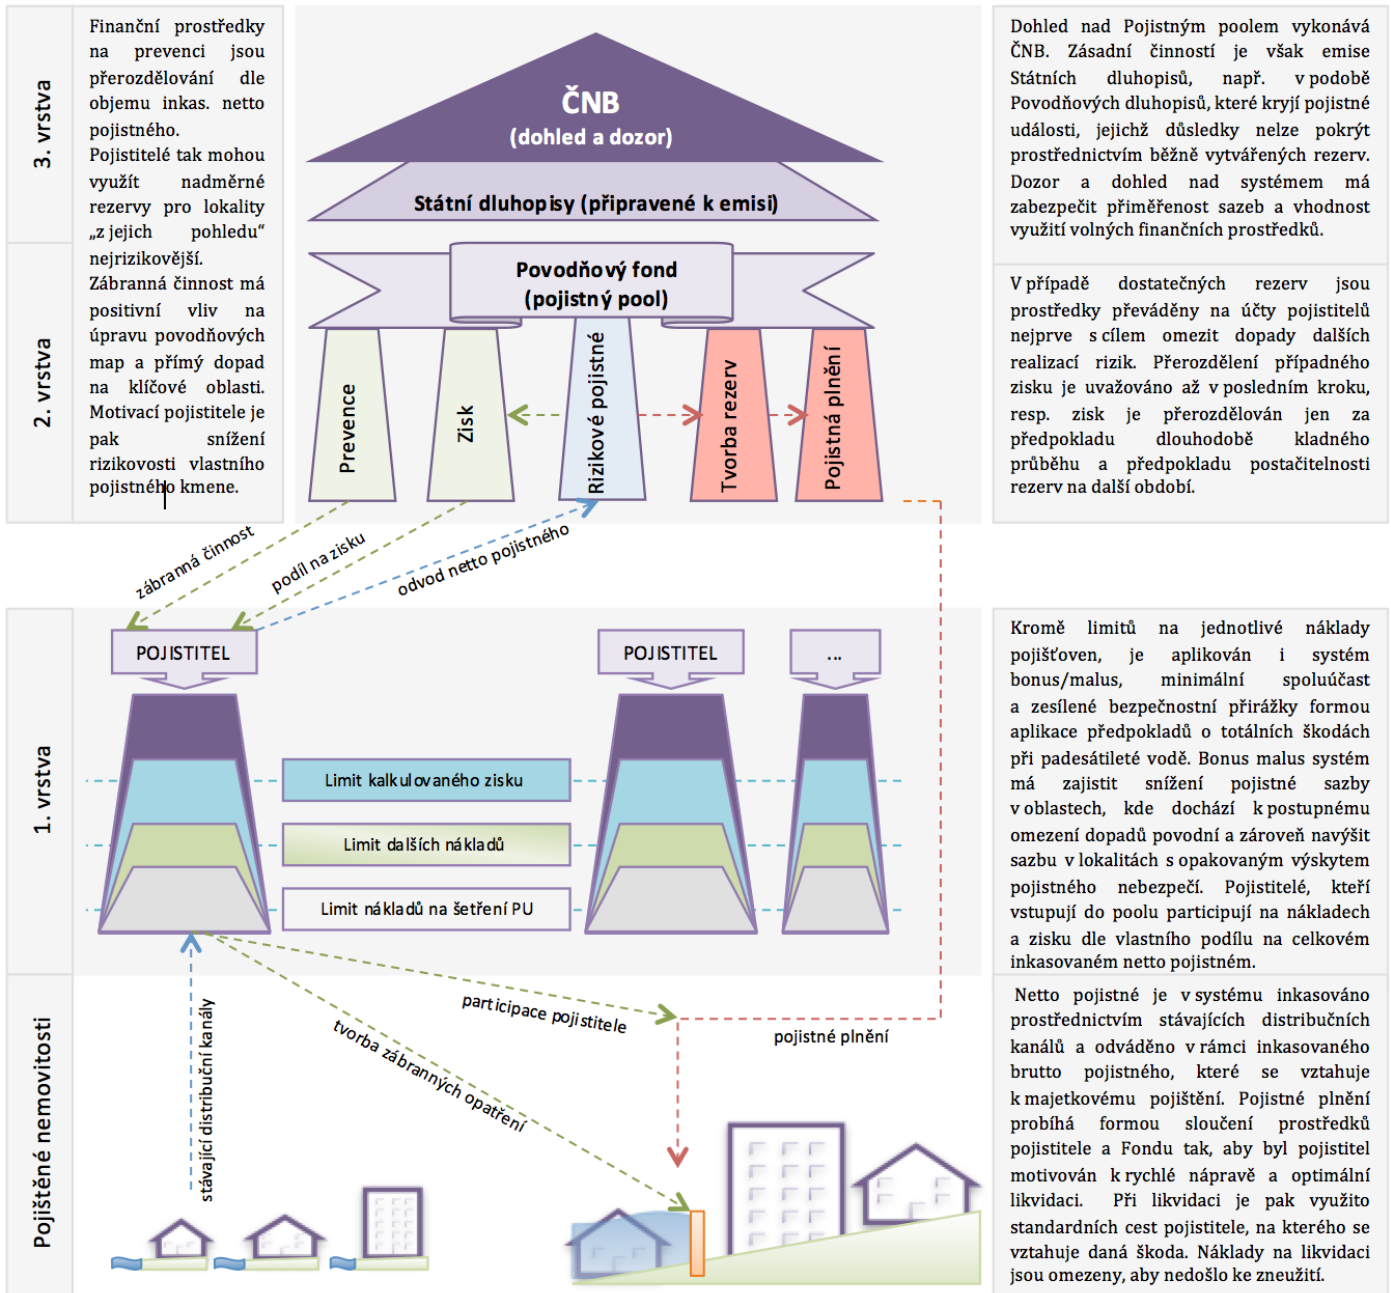 3. vrstva
Finanční prostředky
na prevenci jsou
přerozdělování dle
objemu inkas. netto
pojistného.
Pojistitelé tak mohou
využít nadměrné
rezervy pro lokality
„z jejich pohledu“
nejrizikovější.
Zábranná činnost má
positivní vliv na
úpravu povodňových
map a přímý dopad
na klíčové oblasti.
Motivací pojistitele je
pak snížení
rizikovosti vlastního
pojistného kmene.
2. vrstva
ČNB
(dohled a dozor)
Státní dluhopisy (připravené k emisi)
Povodňový fond
(pojistný pool)
Prevence
Zisk
Rizikové pojistné
Tvorba rezerv
Pojistná plnění
Dohled nad Pojistným poolem vykonává
ČNB. Zásadní činností je však emise
Státních dluhopisů, např. v podobě
Povodňových dluhopisů, které kryjí pojistné
události, jejichž důsledky nelze pokrýt
prostřednictvím běžně vytvářených rezerv.
Dozor a dohled nad systémem má
zabezpečit přiměřenost sazeb a vhodnost
využití volných finančních prostředků.
V případě dostatečných rezerv jsou
prostředky převáděny na účty pojistitelů
nejprve s cílem omezit dopady dalších
realizací rizik. Přerozdělení případného
zisku je uvažováno až v posledním kroku,
resp. zisk je přerozdělován jen za
předpokladu dlouhodobě kladného
průběhu a předpokladu postačitelnosti
rezerv na další období.
zábranná činnost
podíl na zisku
odvod netto pojistného
1. vrstva
POJISTITEL
POJISTITEL
...
Limit kalkulovaného zisku
Limit dalších nákladů
Limit nákladů na šetření PU
Kromě limitů na jednotlivé náklady
pojišťoven, je aplikován i systém
bonus/malus, minimální spoluúčast
a zesílené bezpečnostní přirážky formou
aplikace předpokladů o totálních škodách
při padesátileté vodě. Bonus malus systém
má zajistit snížení pojistné sazby
v oblastech, kde dochází k postupnému
omezení dopadů povodní a zároveň navýšit
sazbu v lokalitách s opakovaným výskytem
pojistného nebezpečí. Pojistitelé, kteří
vstupují do poolu participují na nákladech
a zisku dle vlastního podílu na celkovém
inkasovaném netto pojistném.
Pojištěné nemovitosti
stávající distribuční kanály
tvorba zábranných opatření
participace pojistitele
pojistné plnění
Netto pojistné je v systému inkasováno
prostřednictvím stávajících distribučních
kanálů a odváděno v rámci inkasovaného
brutto pojistného, které se vztahuje
k majetkovému pojištění. Pojistné plnění
probíhá formou sloučení prostředků
pojistitele a Fondu tak, aby byl pojistitel
motivován k rychlé nápravě a optimální
likvidaci. Při likvidaci je pak využito
standardních cest pojistitele, na kterého se
vztahuje daná škoda. Náklady na likvidaci
jsou omezeny, aby nedošlo ke zneužití.